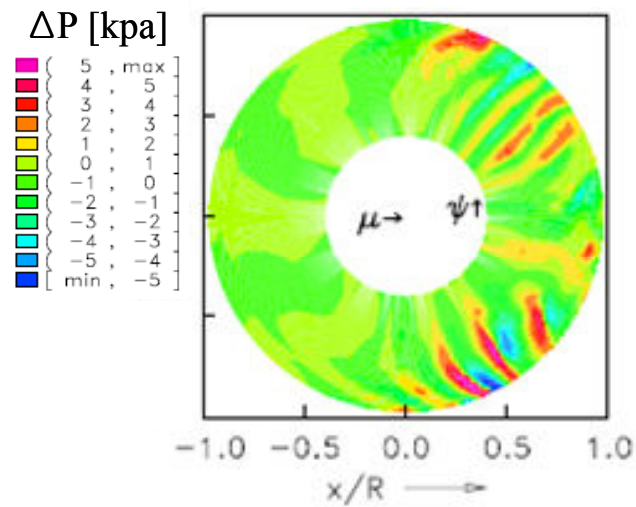 ΔP [kpa]
( 5 , max ]
( 4 , 5 ]
( 3 , 4 ]
( 2 , 3 ]
( 1 , 2 ]
( 0 , 1 ]
( -1 , 0 ]
( -2 , -1 ]
( -3 , -2 ]
( -4 , -3 ]
( -5 , -4 ]
( min , -5 ]
μ→ ψ↑
-1.0 -0.5 0.0 0.5 1.0
x/R →